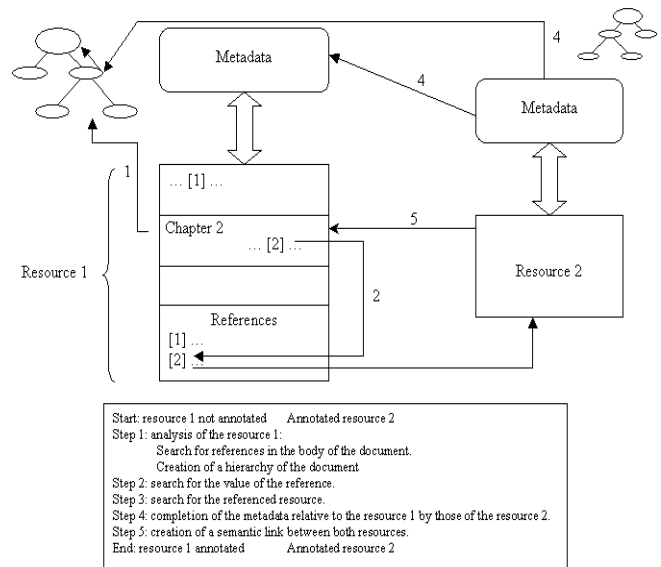 4
Metadata
4
Metadata
1
… [1] …
Chapter 2
… [2] …
5
Resource 1
Resource 2
2
References
[1] …
[2] …
Start: resource 1 not annotated Annotated resource 2
Step 1: analysis of the resource 1:
Search for references in the body of the document.
Creation of a hierarchy of the document
Step 2: search for the value of the reference.
Step 3: search for the referenced resource.
Step 4: completion of the metadata relative to the resource 1 by those of the resource 2.
Step 5: creation of a semantic link between both resources.
End: resource 1 annotated Annotated resource 2